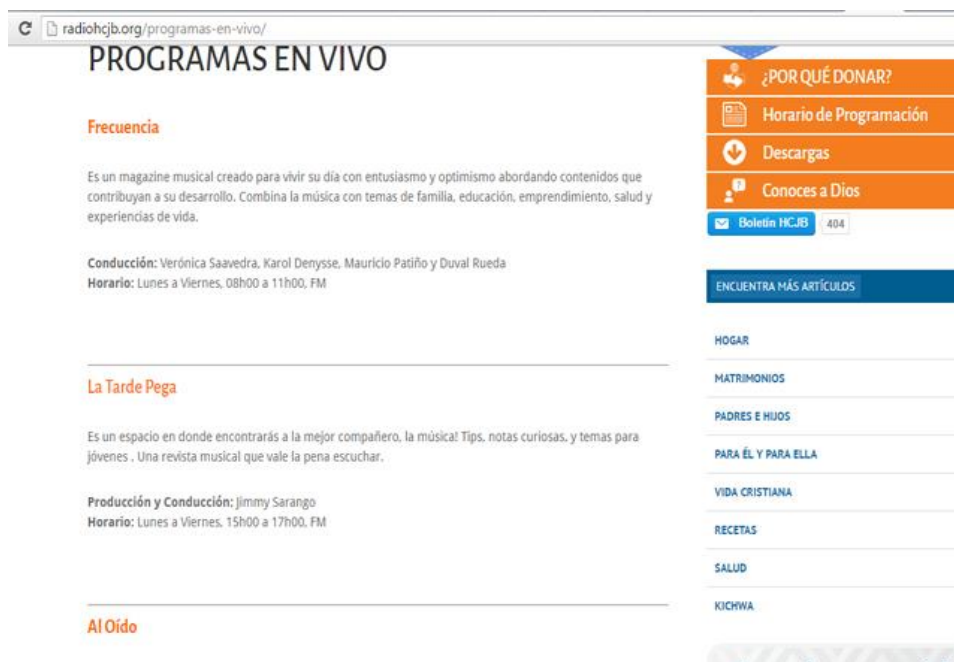 radiohcjb.org/programas-en-vivo/
PROGRAMAS EN VIVO
Frecuencia
Es un magazine musical creado para vivir su día con entusiasmo y optimismo abordando contenidos que
contribuyan a su desarrollo. Combina la música con temas de familia, educación, emprendimiento, salud y
experiencias de vida.
Conducción: Verónica Saavedra, Karol Denysse, Mauricio Patiño y Duval Rueda
Horario: Lunes a Viernes, 08h00 a 11h00, FM
La Tarde Pega
Es un espacio en donde encontrarás a la mejor compañero, la música! Tips, notas curiosas, y temas para
jóvenes . Una revista musical que vale la pena escuchar.
Producción y Conducción: Jimmy Sarango
Horario: Lunes a Viernes, 15h00 a 17h00, FM
Al Oído
¿POR QUÉ DONAR?
Horario de Programación
Descargas
Conoces a Dios
Boletín HCJB 404
ENCUENTRA MÁS ARTÍCULOS
HOGAR
MATRIMONIOS
PADRES E HIJOS
PARA ÉL Y PARA ELLA
VIDA CRISTIANA
RECETAS
SALUD
KICHWA